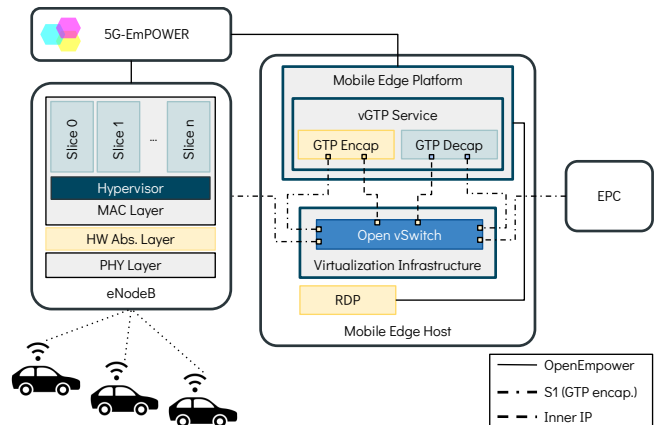 5G-EmPOWER
Slice 0
Slice 1
...
Slice n
Hypervisor
MAC Layer
HW Abs. Layer
PHY Layer
eNodeB
Mobile Edge Platform
vGTP Service
GTP Encap
GTP Decap
Open vSwitch
Virtualization Infrastructure
RDP
Mobile Edge Host
EPC
OpenEmpower
S1 (GTP encap.)
Inner IP